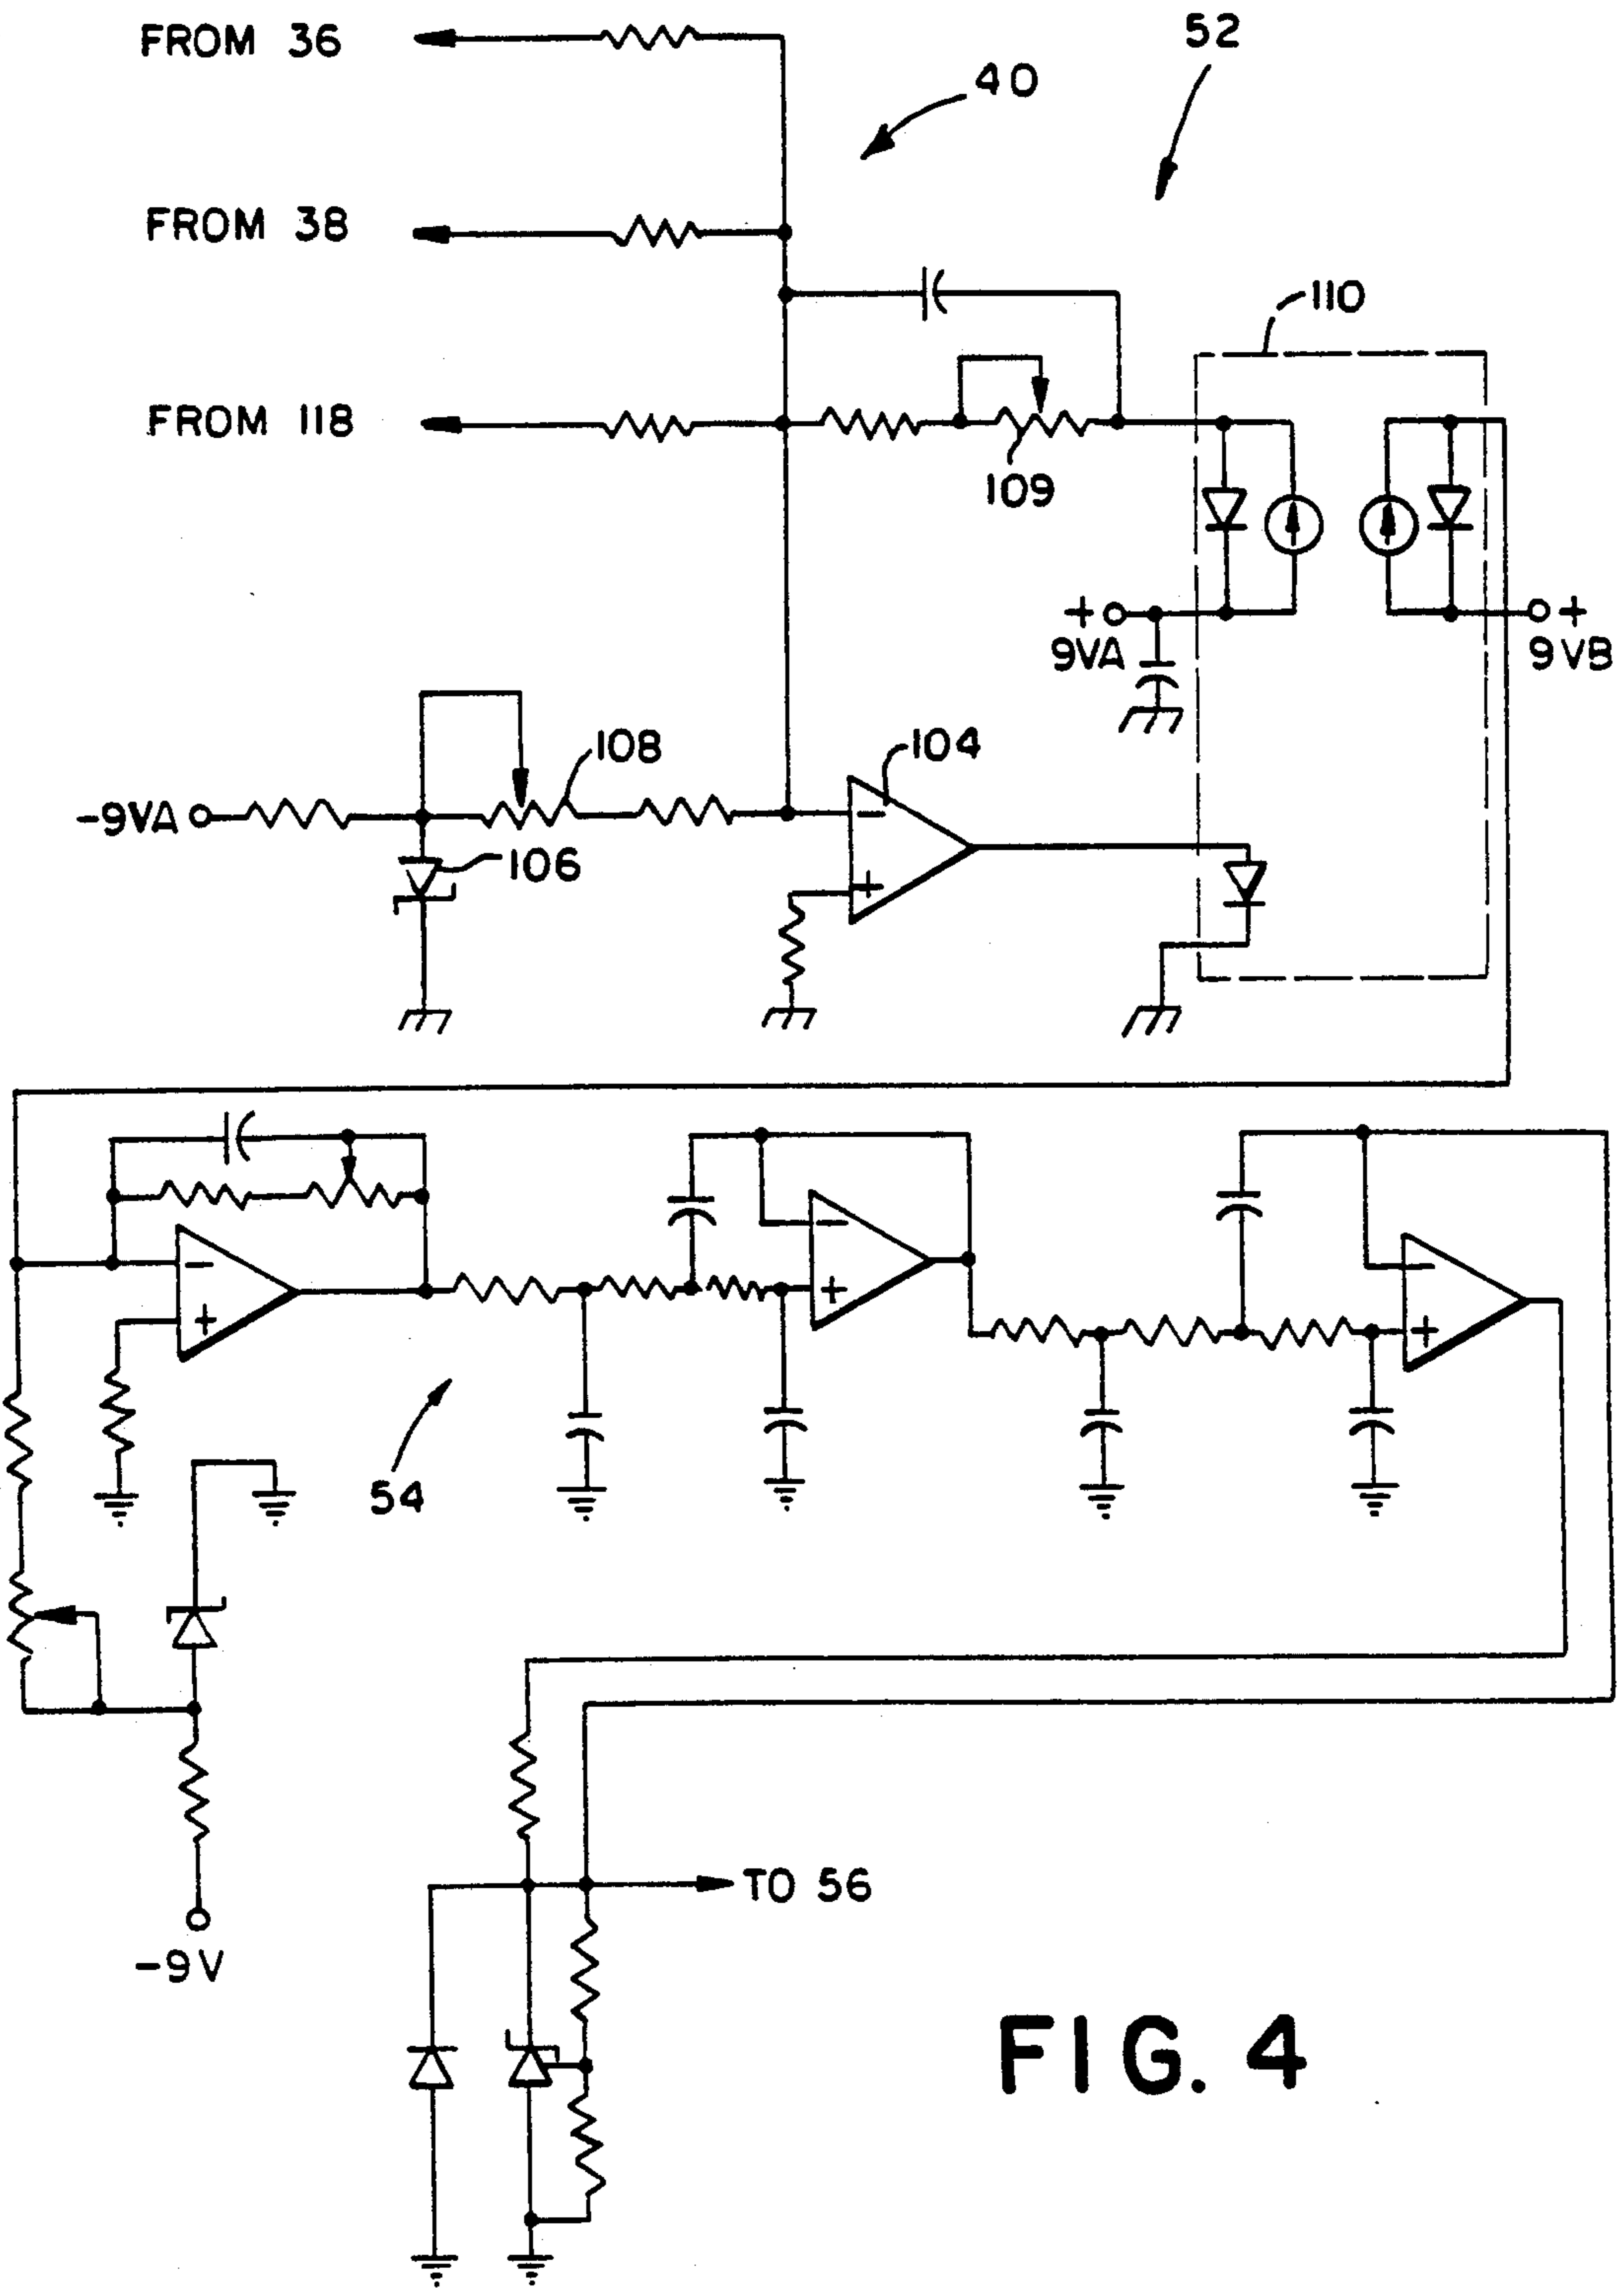 FROM 36
52
40
FROM 38
110
FROM 118
109
+
9VA
+
9VB
108
104
-9VA
−
106
+
−
+
−
+
−
+
54
TO 56
-9V
FIG. 4